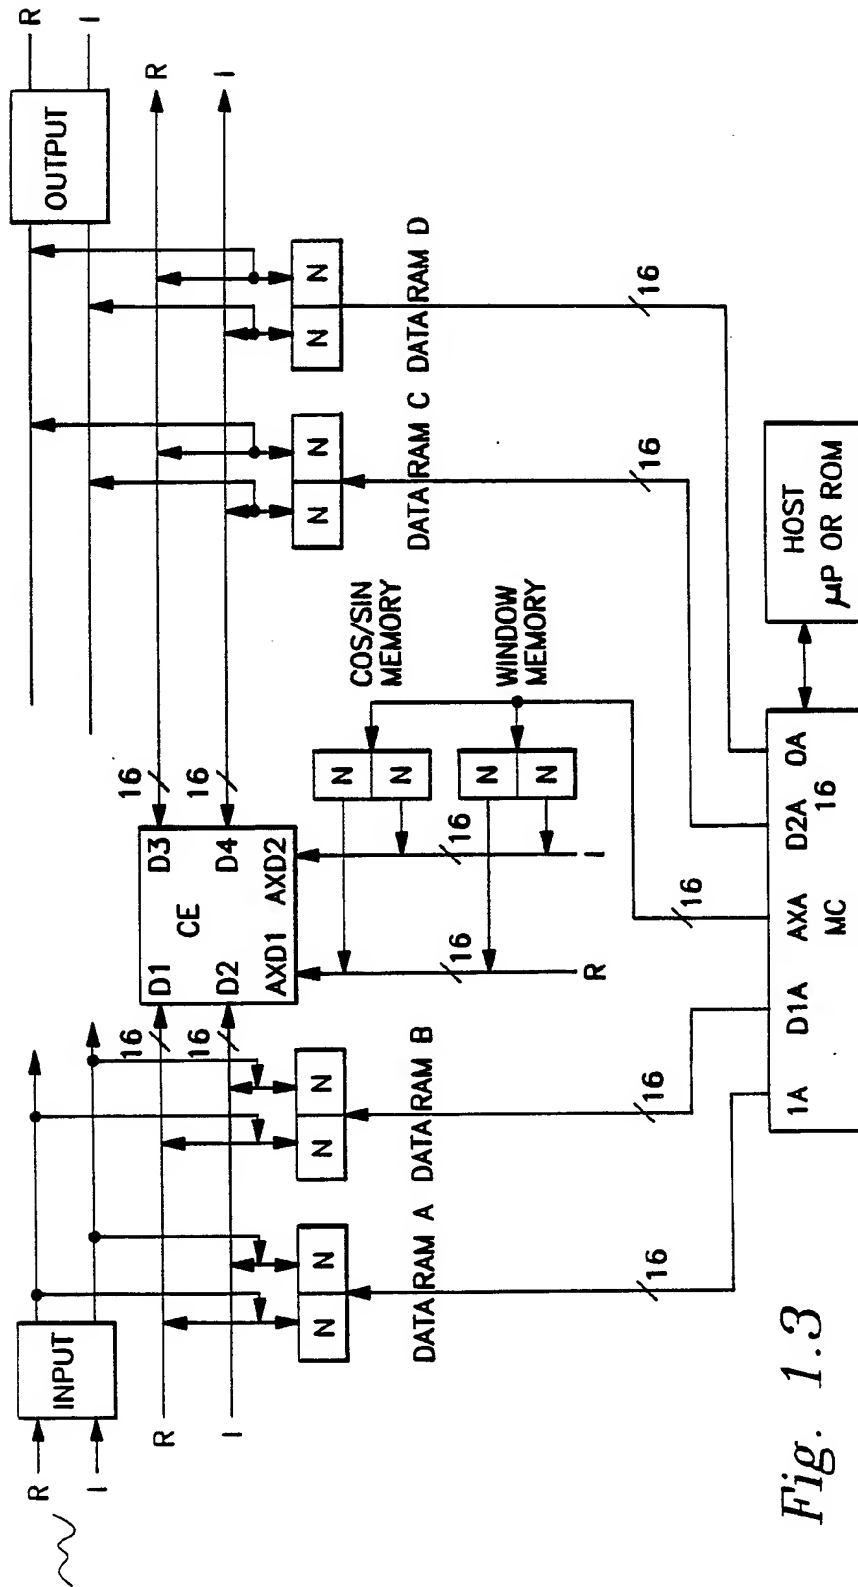 R
I
INPUT
OUTPUT
R
I
R
I
R
I
16
16
D1
D2
CE
AXD1
AXD2
D3
D4
16
16
N
N
N
N
N
N
N
N
DATA RAM A
DATA RAM B
DATA RAM C
DATA RAM D
16
16
R
I
N
N
COS/SIN
MEMORY
N
N
WINDOW
MEMORY
16
16
16
16
16
1A
D1A
AXA
D2A
OA
MC
16
HOST
µP OR ROM
Fig. 1.3